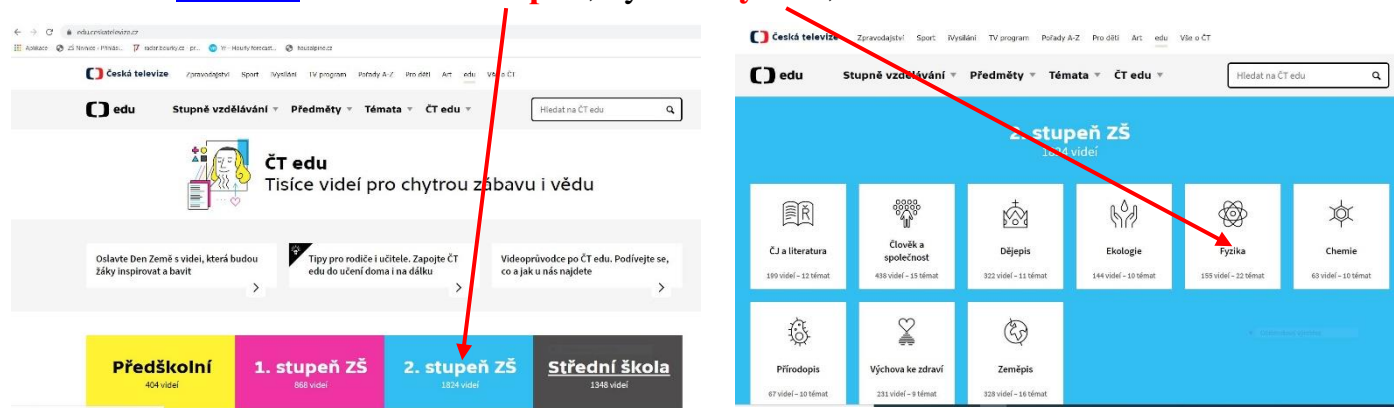 educeskatelevize.cz
Aplikace
Česká televize Zpravodajství Sport iVysílání TV program Pořady A-Z Pro děti Art edu Vše o ČT
edu Stupně vzdělávání Předměty Témata ČT edu Hledat na ČT edu
ČT edu
Tisíce videí pro chytrou zábavu i vědu
Oslavte Den Země s videi, která budou
žáky inspirovat a bavit
Tipy pro rodiče i učitele. Zapojte ČT
edu do učení doma i na dálku
Videoprůvodce po ČT edu. Podívejte se,
co a jak u nás najdete
Předškolní
404 videí
1. stupeň ZŠ
868 videí
2. stupeň ZŠ
1824 videí
Střední škola
1348 videí
Česká televize Zpravodajství Sport iVysílání TV program Pořady A-Z Pro děti Art edu Vše o ČT
edu Stupně vzdělávání Předměty Témata ČT edu Hledat na ČT edu
2. stupeň ZŠ
1824 videí
ČJ a literatura
199 videí – 12 témat
Člověk a
společnost
438 videí – 15 témat
Dějepis
322 videí – 11 témat
Ekologie
144 videí – 10 témat
Fyzika
155 videí – 22 témat
Chemie
63 videí – 10 témat
Přírodopis
67 videí – 10 témat
Výchova ke zdraví
231 videí – 9 témat
Zeměpis
328 videí – 16 témat